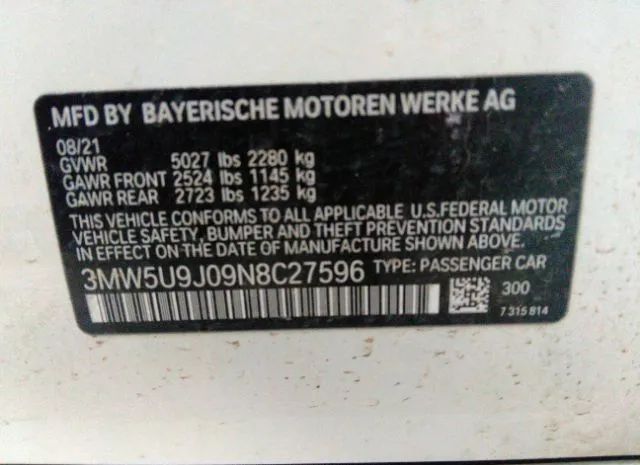 MFD BY BAYERISCHE MOTOREN WERKE AG
08/21
GVWR 5027 lbs 2280 kg
GAWR FRONT 2524 lbs 1145 kg
GAWR REAR 2723 lbs 1235 kg
THIS VEHICLE CONFORMS TO ALL APPLICABLE U.S.FEDERAL MOTOR
VEHICLE SAFETY, BUMPER AND THEFT PREVENTION STANDARDS
IN EFFECT ON THE DATE OF MANUFACTURE SHOWN ABOVE.
3MW5U9J09N8C27596 TYPE: PASSENGER CAR
300
7 315 814